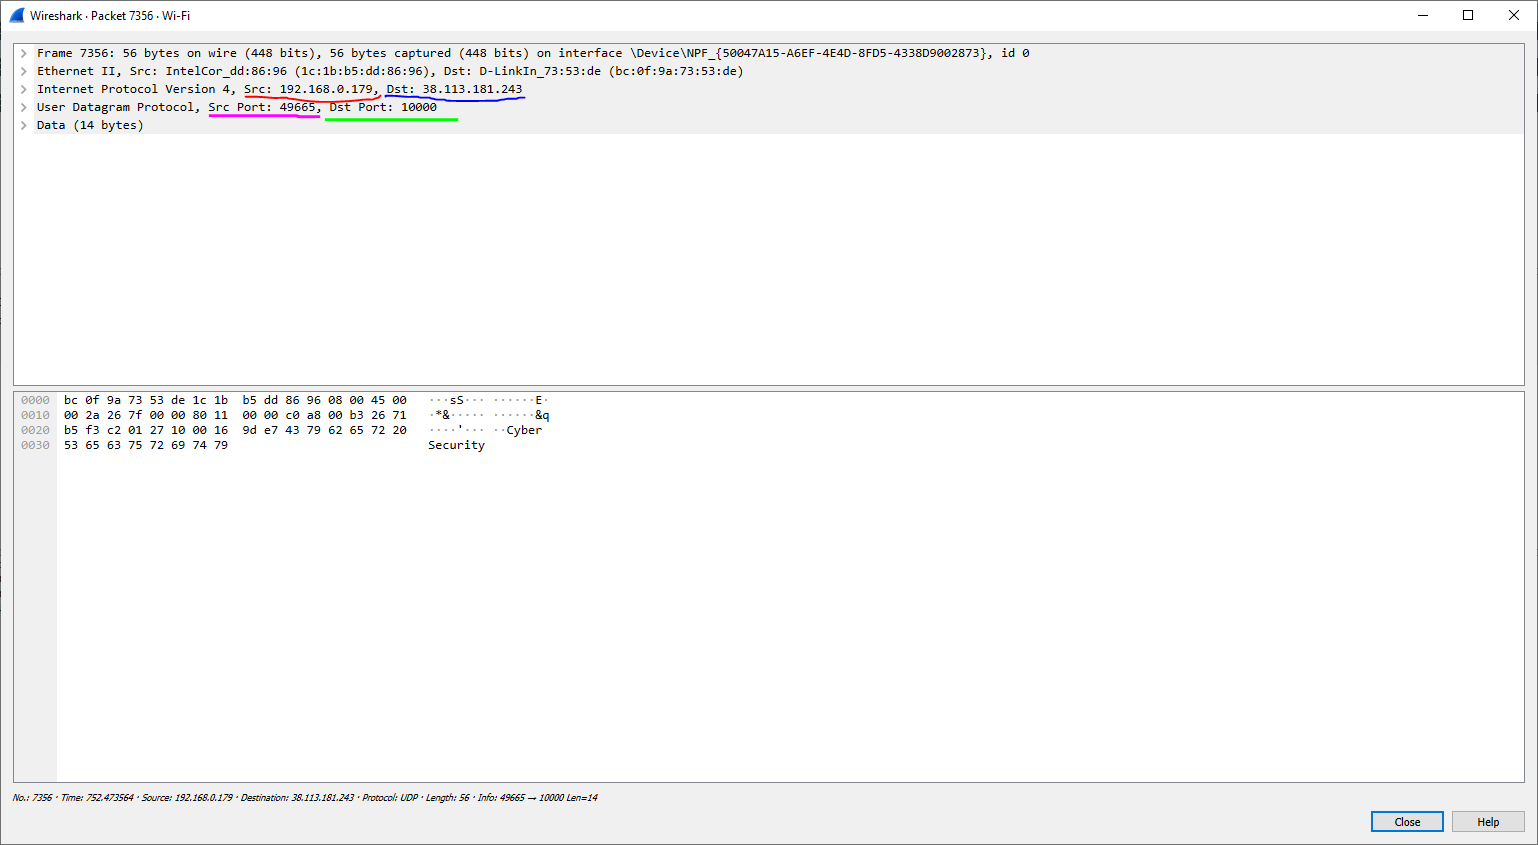 Wireshark · Packet 7356 · Wi-Fi
Frame 7356: 56 bytes on wire (448 bits), 56 bytes captured (448 bits) on interface \Device\NPF_{50047A15-A6EF-4E4D-8FD5-4338D9002873}, id 0
Ethernet II, Src: IntelCor_dd:86:96 (1c:1b:b5:dd:86:96), Dst: D-LinkIn_73:53:de (bc:0f:9a:73:53:de)
Internet Protocol Version 4, Src: 192.168.0.179, Dst: 38.113.181.243
User Datagram Protocol, Src Port: 49665, Dst Port: 10000
Data (14 bytes)
0000 bc 0f 9a 73 53 de 1c 1b b5 dd 86 96 08 00 45 00 ···sS··· ······E·
0010 00 2a 26 7f 00 00 80 11 00 00 c0 a8 00 b3 26 71 ·*&····· ······&q
0020 b5 f3 c2 01 27 10 00 16 9d e7 43 79 62 65 72 20 ····'··· ··Cyber
0030 53 65 63 75 72 69 74 79 Security
No.: 7356 · Time: 752.473564 · Source: 192.168.0.179 · Destination: 38.113.181.243 · Protocol: UDP · Length: 56 · Info: 49665 → 10000 Len=14
Close Help